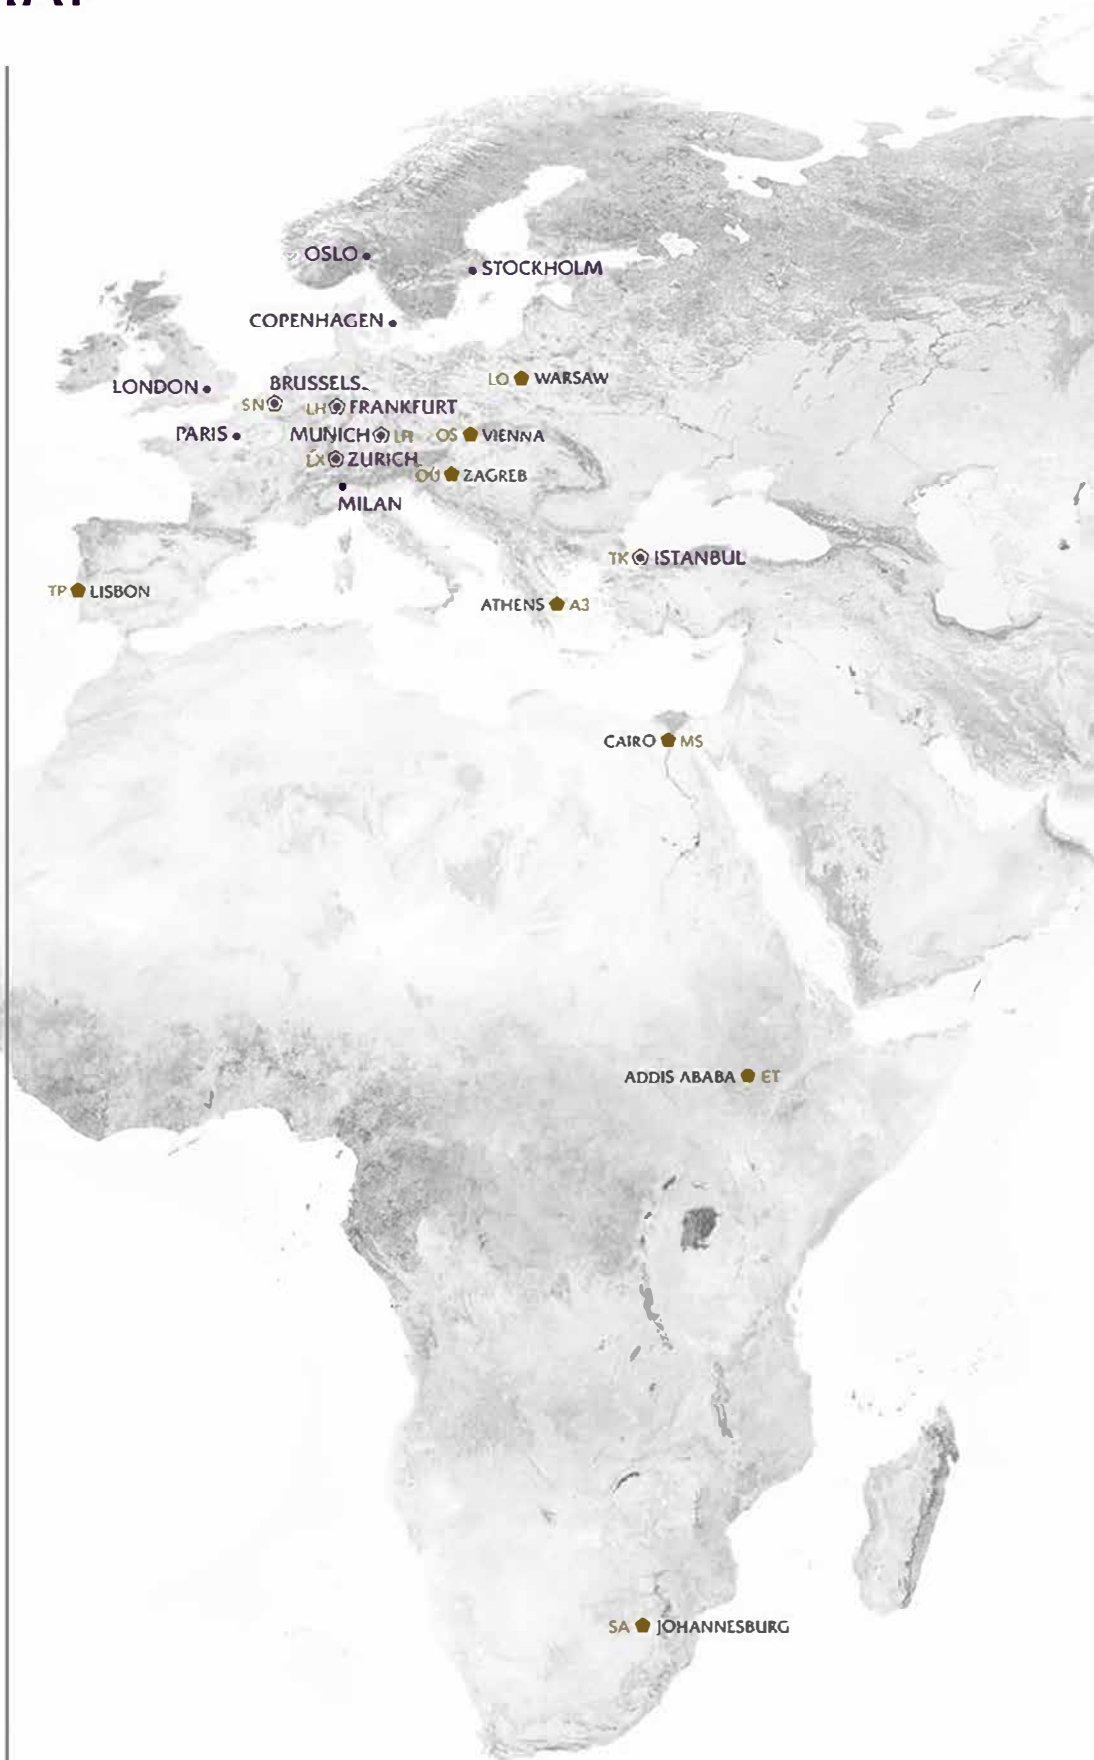 OSLO
STOCKHOLM
COPENHAGEN
LO WARSAW
LONDON
BRUSSELS
SN
LH FRANKFURT
PARIS
MUNICH
OS VIENNA
LX ZURICH
OU ZAGREB
MILAN
TK ISTANBUL
TP LISBON
ATHENS A3
CAIRO MS
ADDIS ABABA ET
SA JOHANNESBURG